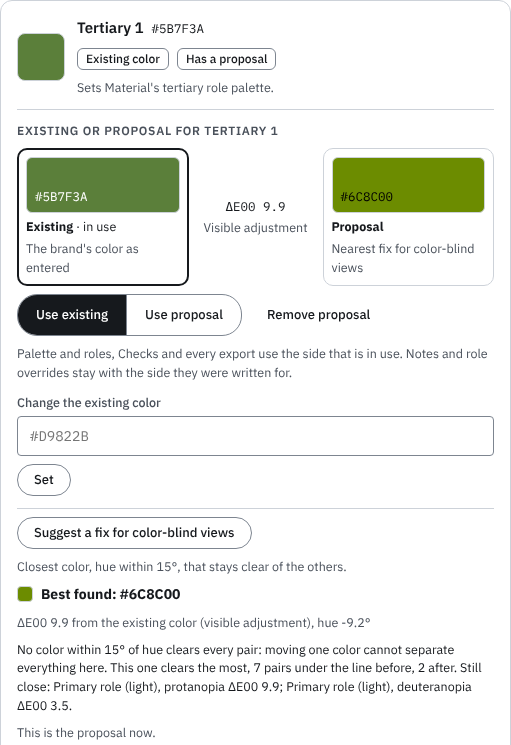 Tertiary 1 #5B7F3A
Existing color Has a proposal
Sets Material's tertiary role palette.
EXISTING OR PROPOSAL FOR TERTIARY 1
#5B7F3A
Existing · in use
The brand's color as
entered
ΔE00 9.9
Visible adjustment
#6C8C00
Proposal
Nearest fix for color-blind
views
Use existing Use proposal Remove proposal
Palette and roles, Checks and every export use the side that is in use. Notes and role
overrides stay with the side they were written for.
Change the existing color
#D9822B
Set
Suggest a fix for color-blind views
Closest color, hue within 15°, that stays clear of the others.
Best found: #6C8C00
ΔE00 9.9 from the existing color (visible adjustment), hue -9.2°
No color within 15° of hue clears every pair: moving one color cannot separate
everything here. This one clears the most, 7 pairs under the line before, 2 after. Still
close: Primary role (light), protanopia ΔE00 9.9; Primary role (light), deuteranopia
ΔE00 3.5.
This is the proposal now.